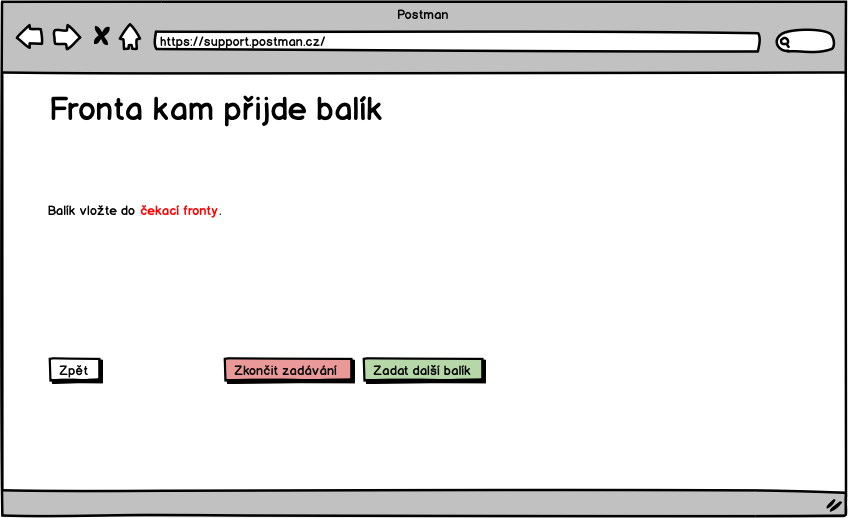 Postman
https://support.postman.cz/
Fronta kam přijde balík
Balík vložte do čekací fronty.
Zpět
Zkončit zadávání
Zadat další balík